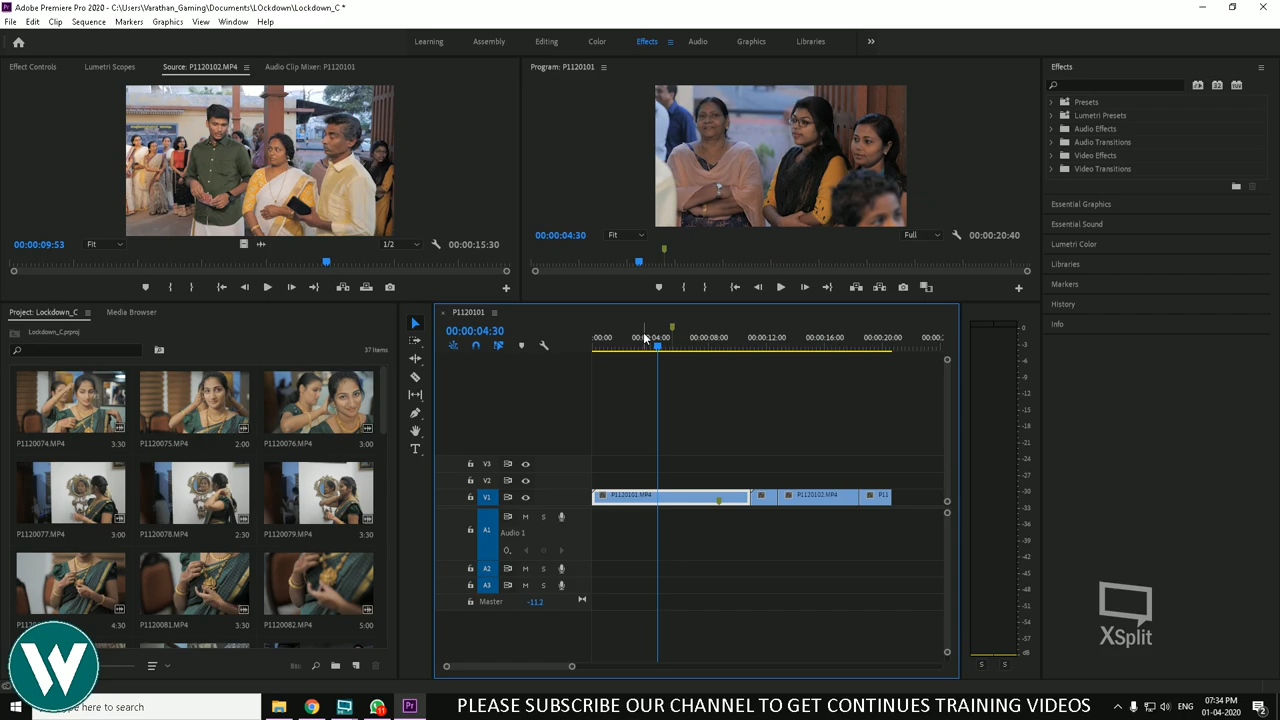 Adobe Premiere Pro 2020 - C:\Users\Varathan_Gaming\Documents\LOckdown\Lockdown_C *
File Edit Clip Sequence Markers Graphics View Window Help
Learning Assembly Editing Color Effects Audio Graphics Libraries
Effect Controls Lumetri Scopes Source: P1120102.MP4 Audio Clip Mixer: P1120101
Program: P1120101
Effects
Presets
Lumetri Presets
Audio Effects
Audio Transitions
Video Effects
Video Transitions
Essential Graphics
Essential Sound
Lumetri Color
Libraries
Markers
History
Info
00:00:09:53 Fit 1/2 00:00:15:30
00:00:04:30 Fit Full 00:00:20:40
Project: Lockdown_C Media Browser
Lockdown_C.prproj
37 Items
P1120074.MP4 3:30 P1120075.MP4 2:00 P1120076.MP4 3:00
P1120077.MP4 3:00 P1120078.MP4 2:30 P1120079.MP4 3:30
4:30 P1120081.MP4 3:30 P1120082.MP4 5:00
P1120101
00:00:04:30
:00:00 00:00:04:00 00:00:08:00 00:00:12:00 00:00:16:00 00:00:20:00 00:00:
V3
V2
V1 P1120101.MP4 P1120102.MP4 P11
A1 M S
Audio 1
A2 M S
A3 M S
Master -11.2
0
-3
-6
-9
-12
-15
-18
-21
-24
-27
-30
-33
-36
-39
-42
-45
-48
-51
-54
-57
dB
S S
XSplit
W
here to search
11
PLEASE SUBSCRIBE OUR CHANNEL TO GET CONTINUES TRAINING VIDEOS
07:34 PM
01-04-2020
2